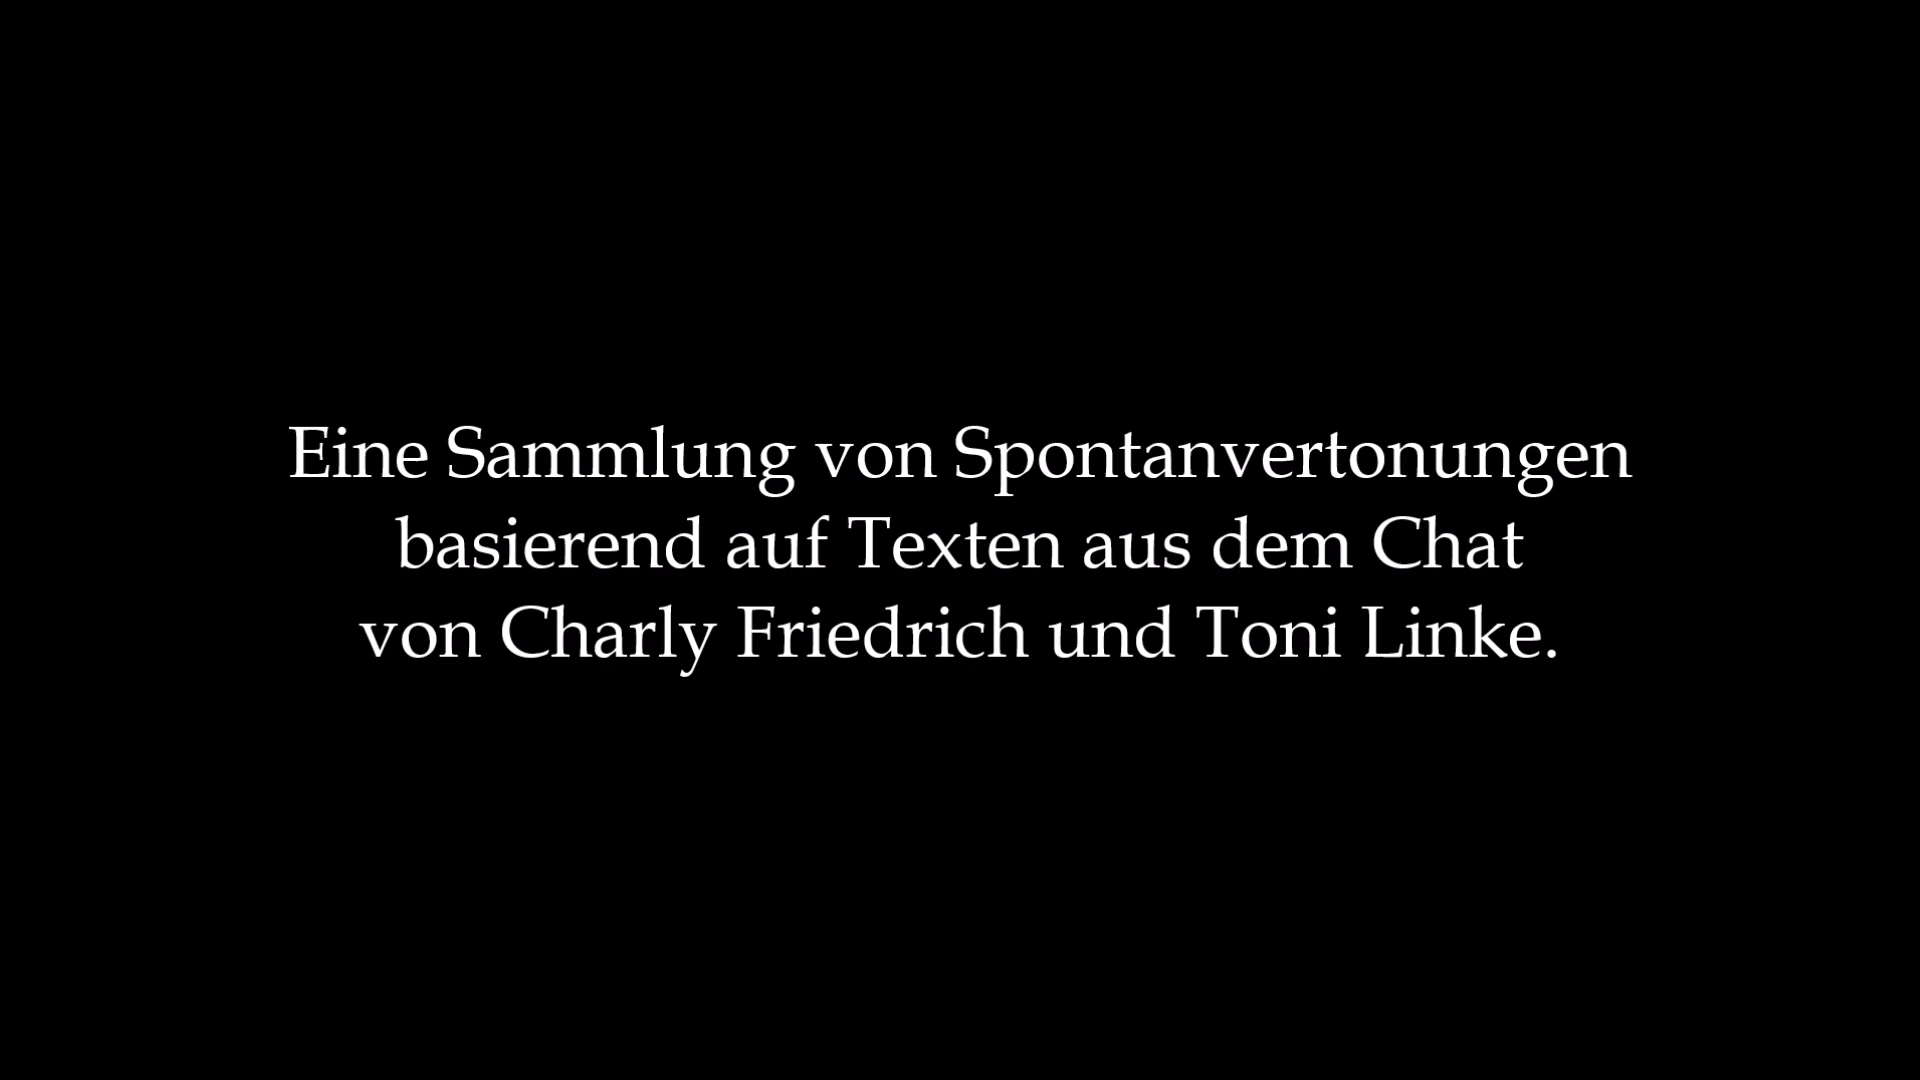 Eine Sammlung von Spontanvertonungen
basierend auf Texten aus dem Chat
von Charly Friedrich und Toni Linke.